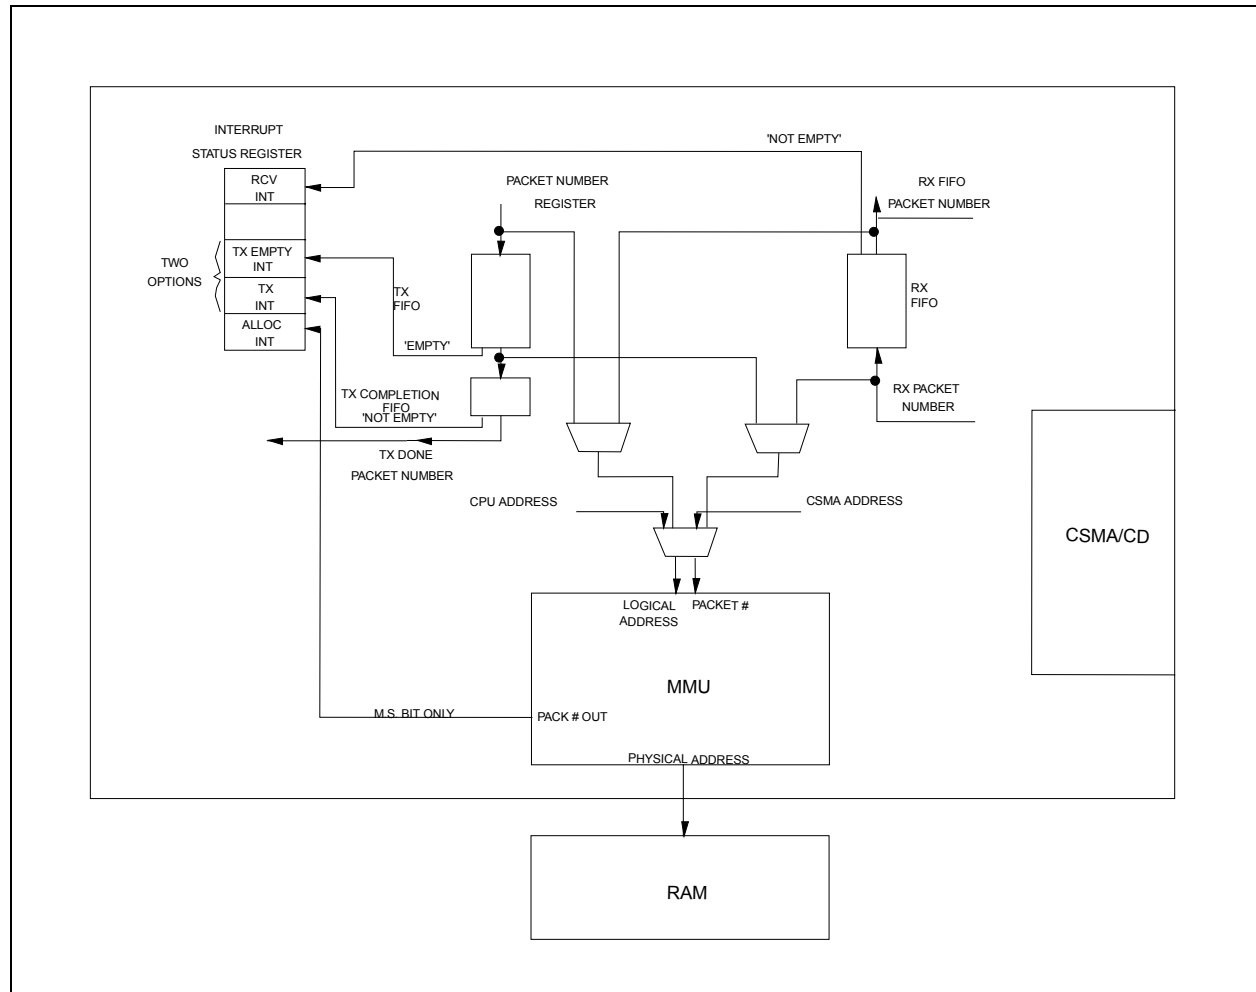 INTERRUPT
STATUS REGISTER
RCV
INT
TX EMPTY
INT
TX
INT
ALLOC
INT
TWO
OPTIONS
'NOT EMPTY'
PACKET NUMBER
REGISTER
RX FIFO
PACKET NUMBER
TX
FIFO
RX
FIFO
'EMPTY'
TX COMPLETION
FIFO
'NOT EMPTY'
TX DONE
PACKET NUMBER
RX PACKET
NUMBER
CPU ADDRESS
CSMA ADDRESS
CSMA/CD
LOGICAL
ADDRESS
PACKET #
MMU
M.S. BIT ONLY
PACK # OUT
PHYSICAL ADDRESS
RAM